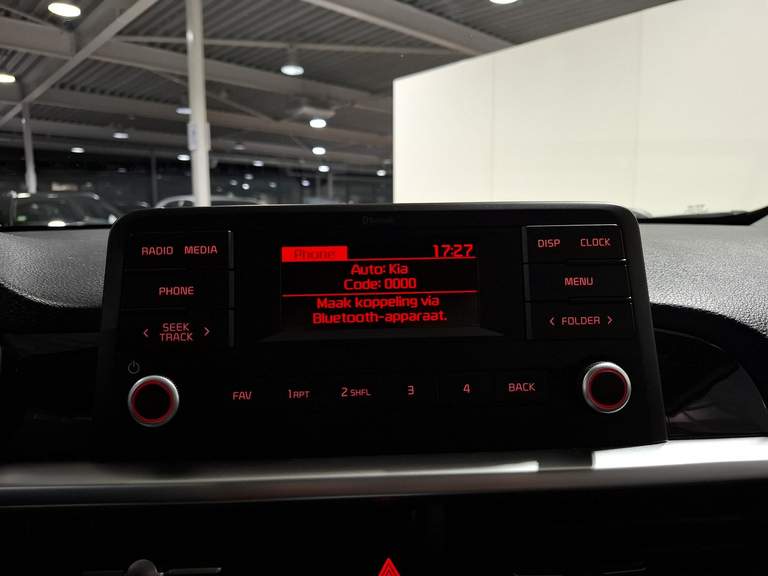 Bluetooth
RADIO MEDIA
PHONE
< SEEK TRACK >
Phone 17:27
Auto: Kia
Code: 0000
Maak koppeling via
Bluetooth-apparaat.
DISP CLOCK
MENU
< FOLDER >
FAV 1 RPT 2 SHFL 3 4 BACK